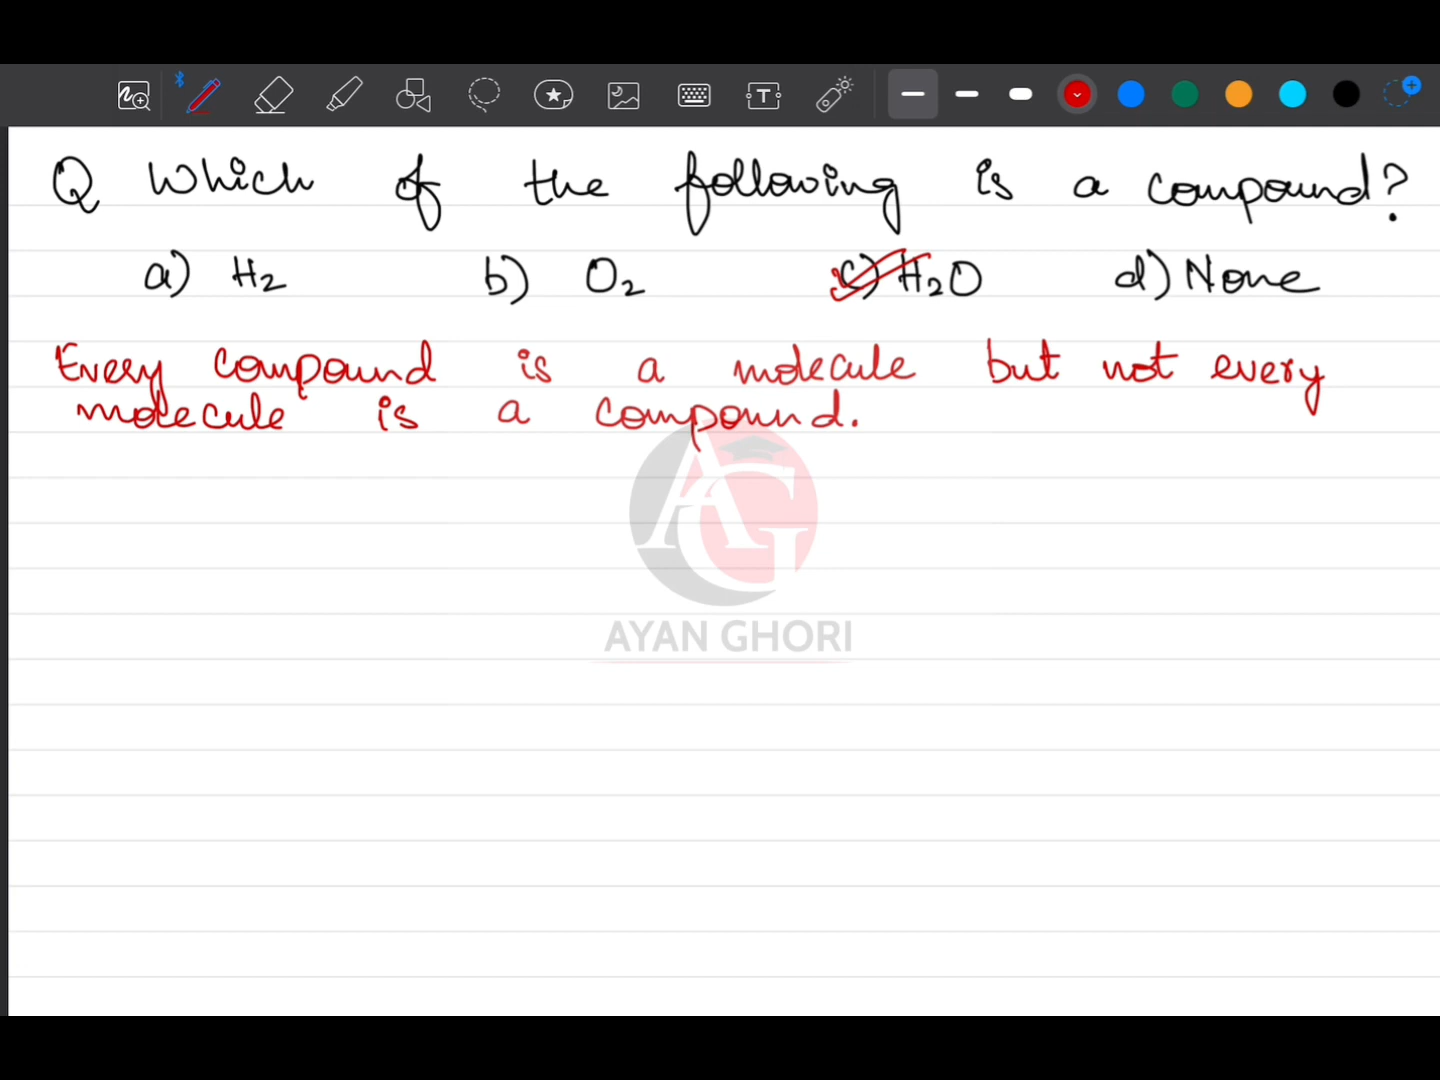 Q Which of the following is a compound?
a) H₂ b) O₂ c) H₂O d) None
Every compound is a molecule but not every
molecule is a compound.
AG
AYAN GHORI